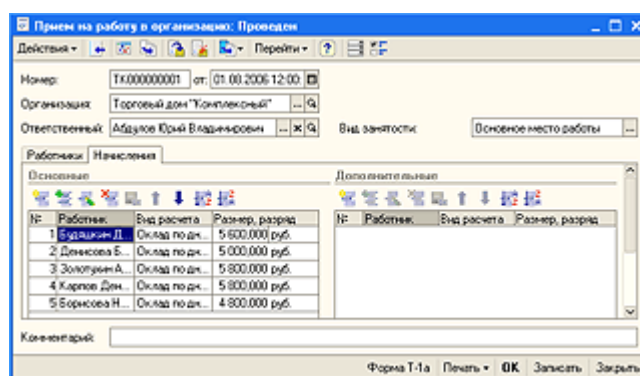 Прием на работу в организацию: Проведен
Действия Перейти
Номер: ТК000000001 от: 01.08.2006 12:00:
Организация: Торговый дом "Комплексный"
Ответственный: Абдулов Юрий Владимирович Вид занятости: Основное место работы
Работники Начисления
Основные Дополнительные
№ Работник Вид расчета Размер, разряд № Работник Вид расчета Размер, разряд
1 Будашкин Д... Оклад по дн... 5 600,000 руб.
2 Денисова Б... Оклад по дн... 5 000,000 руб.
3 Золотухин А... Оклад по дн... 5 800,000 руб.
4 Карпов Ден... Оклад по дн... 5 800,000 руб.
5 Борисова Н... Оклад по дн... 4 800,000 руб.
Комментарий:
Форма Т-1а Печать OK Записать Закрыть